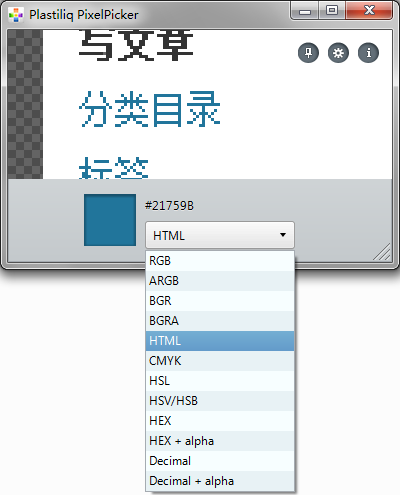 Plastiliq PixelPicker
写文章
分类目录
标签
#21759B
HTML
RGB
ARGB
BGR
BGRA
HTML
CMYK
HSL
HSV/HSB
HEX
HEX + alpha
Decimal
Decimal + alpha